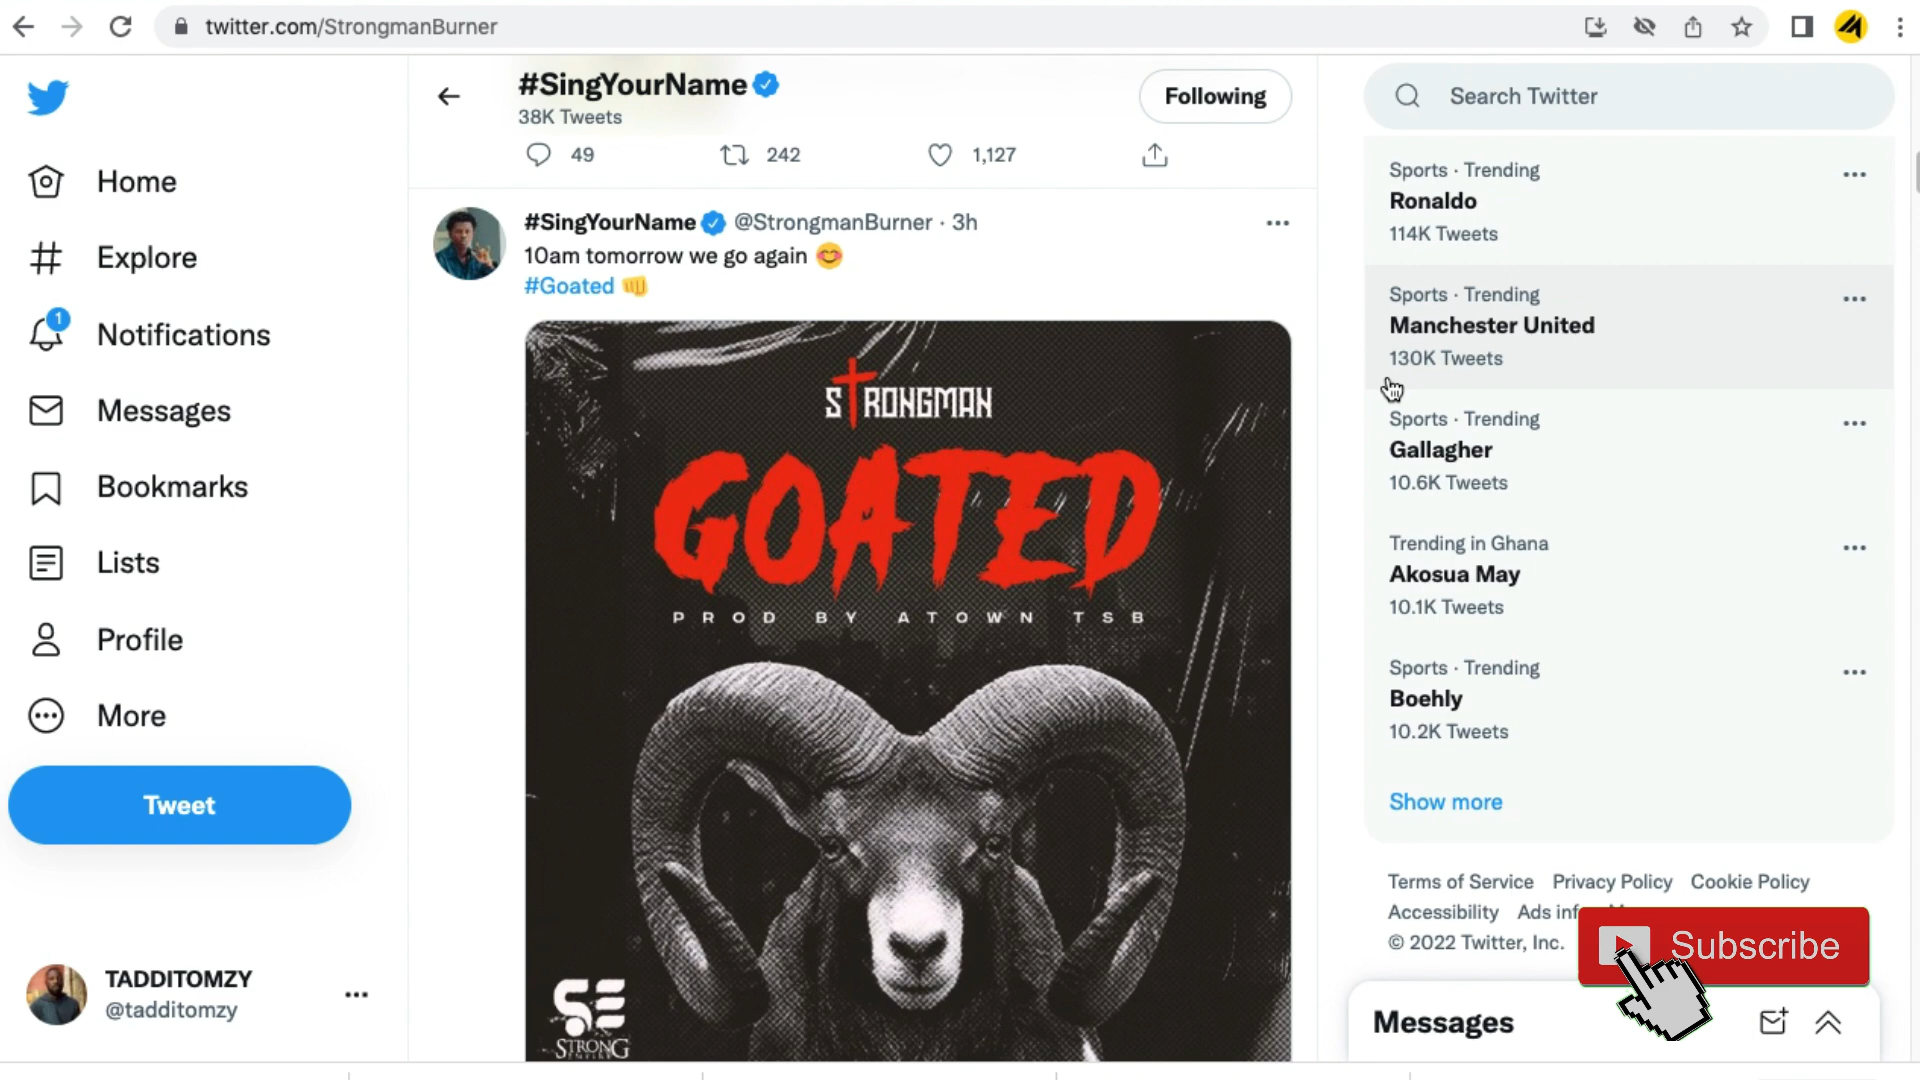 twitter.com/StrongmanBurner
Home
Explore
1
Notifications
Messages
Bookmarks
Lists
Profile
More
Tweet
TADDITOMZY
@tadditomzy
#SingYourName
38K Tweets
Following
49
242
1,127
#SingYourName @StrongmanBurner · 3h
10am tomorrow we go again 😊
#Goated 👊
STRONGMAN
GOATED
PROD BY ATOWN TSB
SE
STRONG
EMPIRE
Search Twitter
Sports · Trending
Ronaldo
114K Tweets
Sports · Trending
Manchester United
130K Tweets
Sports · Trending
Gallagher
10.6K Tweets
Trending in Ghana
Akosua May
10.1K Tweets
Sports · Trending
Boehly
10.2K Tweets
Show more
Terms of Service Privacy Policy Cookie Policy
Accessibility Ads
© 2022 Twitter, Inc.
Subscribe
Messages